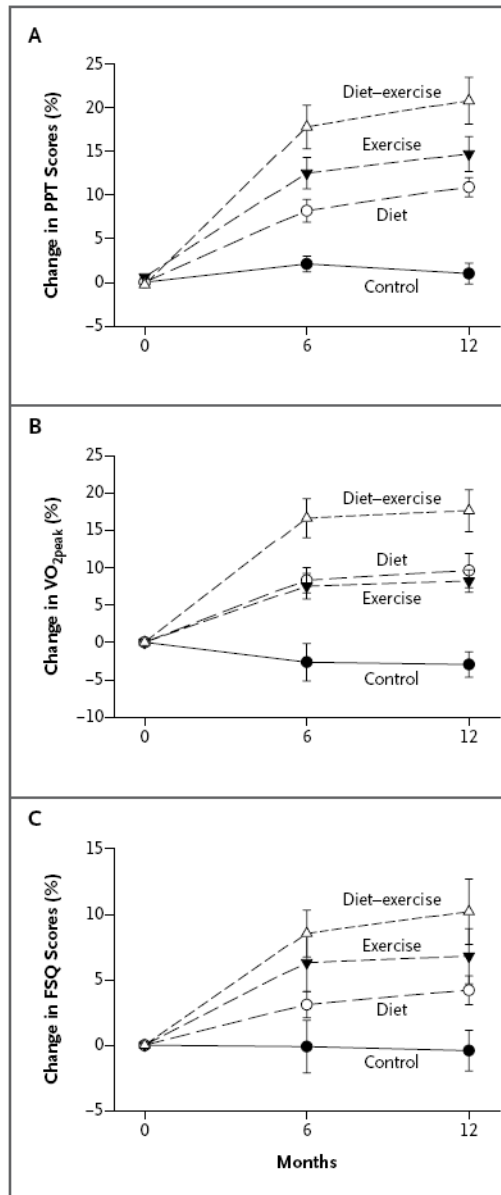 A
Change in PPT Scores (%)
25
20
15
10
5
0
−5
Diet–exercise
Exercise
Diet
Control
0
6
12
B
Change in VO2peak (%)
25
20
15
10
5
0
−5
−10
Diet–exercise
Diet
Exercise
Control
0
6
12
C
Change in FSQ Scores (%)
15
10
5
0
−5
Diet–exercise
Exercise
Diet
Control
0
6
12
Months